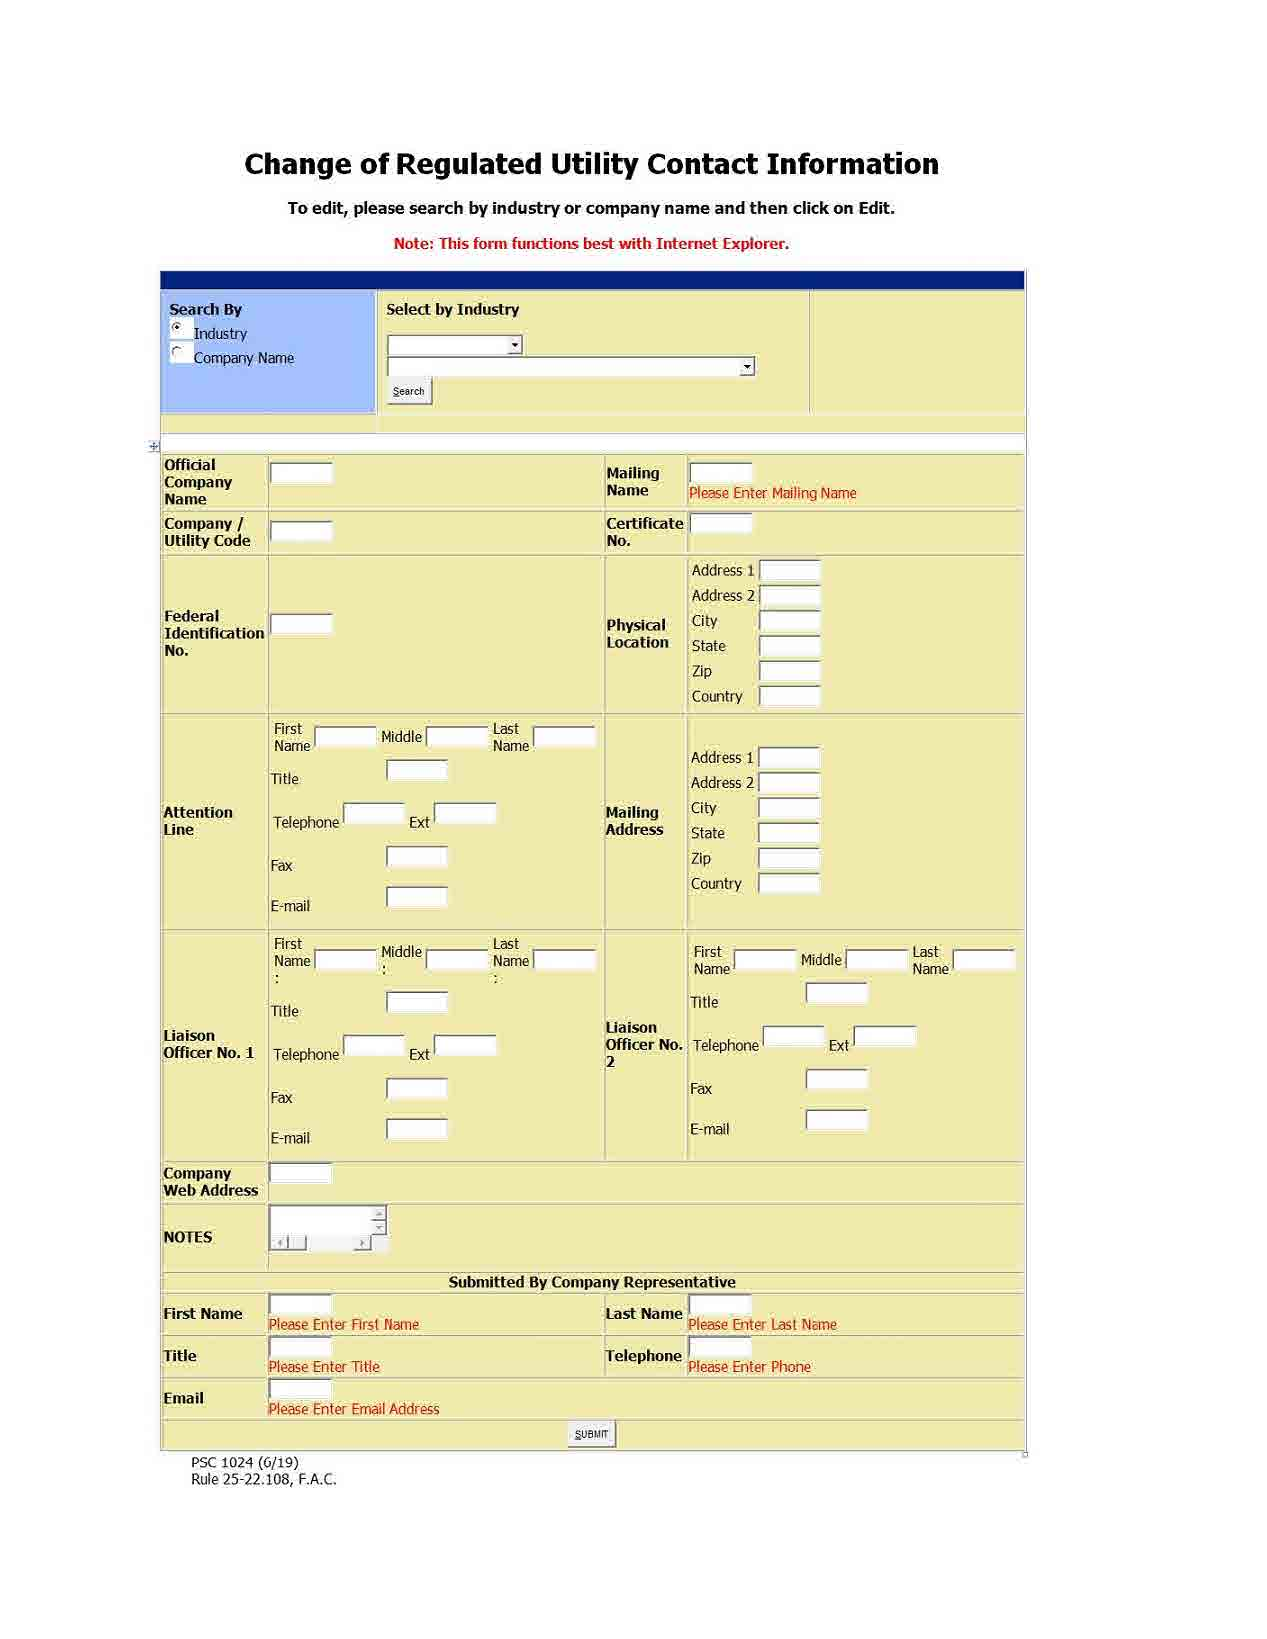 Change of Regulated Utility Contact Information
To edit, please search by industry or company name and then click on Edit.
Note: This form functions best with Internet Explorer.
Search By
Industry
Company Name
Select by Industry
Search
Official
Company
Name
Mailing
Name
Please Enter Mailing Name
Company /
Utility Code
Certificate
No.
Federal
Identification
No.
Physical
Location
Address 1
Address 2
City
State
Zip
Country
Attention
Line
First
Name
Middle
Last
Name
Title
Telephone
Ext
Fax
E-mail
Mailing
Address
Address 1
Address 2
City
State
Zip
Country
Liaison
Officer No. 1
First
Name
:
Middle
:
Last
Name
:
Title
Telephone
Ext
Fax
E-mail
Liaison
Officer No.
2
First
Name
Middle
Last
Name
Title
Telephone
Ext
Fax
E-mail
Company
Web Address
NOTES
Submitted By Company Representative
First Name
Please Enter First Name
Last Name
Please Enter Last Name
Title
Please Enter Title
Telephone
Please Enter Phone
Email
Please Enter Email Address
SUBMIT
PSC 1024 (6/19)
Rule 25-22.108, F.A.C.